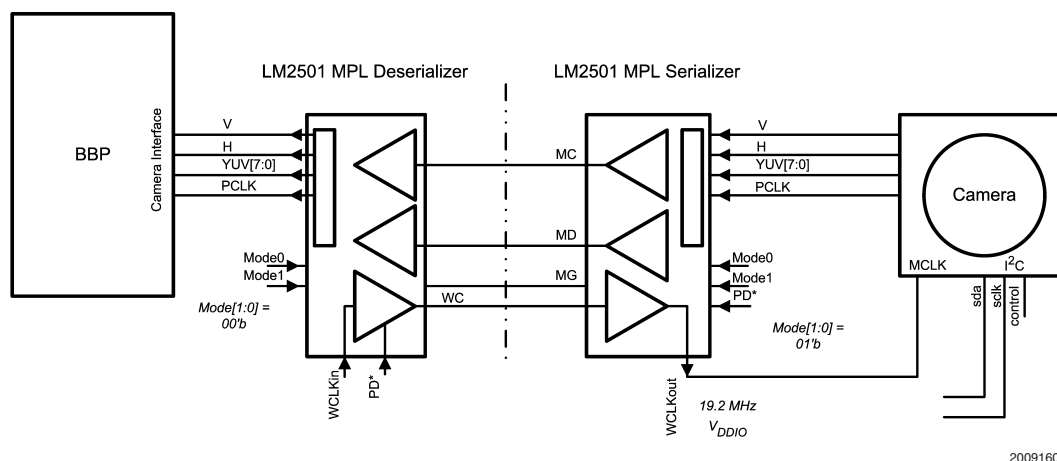 LM2501 MPL Deserializer
LM2501 MPL Serializer
BBP
Camera Interface
V
H
YUV[7:0]
PCLK
Mode0
Mode1
Mode[1:0] =
00'b
WCLKin
PD*
MC
MD
MG
WC
V
H
YUV[7:0]
PCLK
Mode0
Mode1
PD*
Mode[1:0] =
01'b
WCLKout
19.2 MHz
VDDIO
Camera
MCLK
I2C
sda
sclk
control
2009160